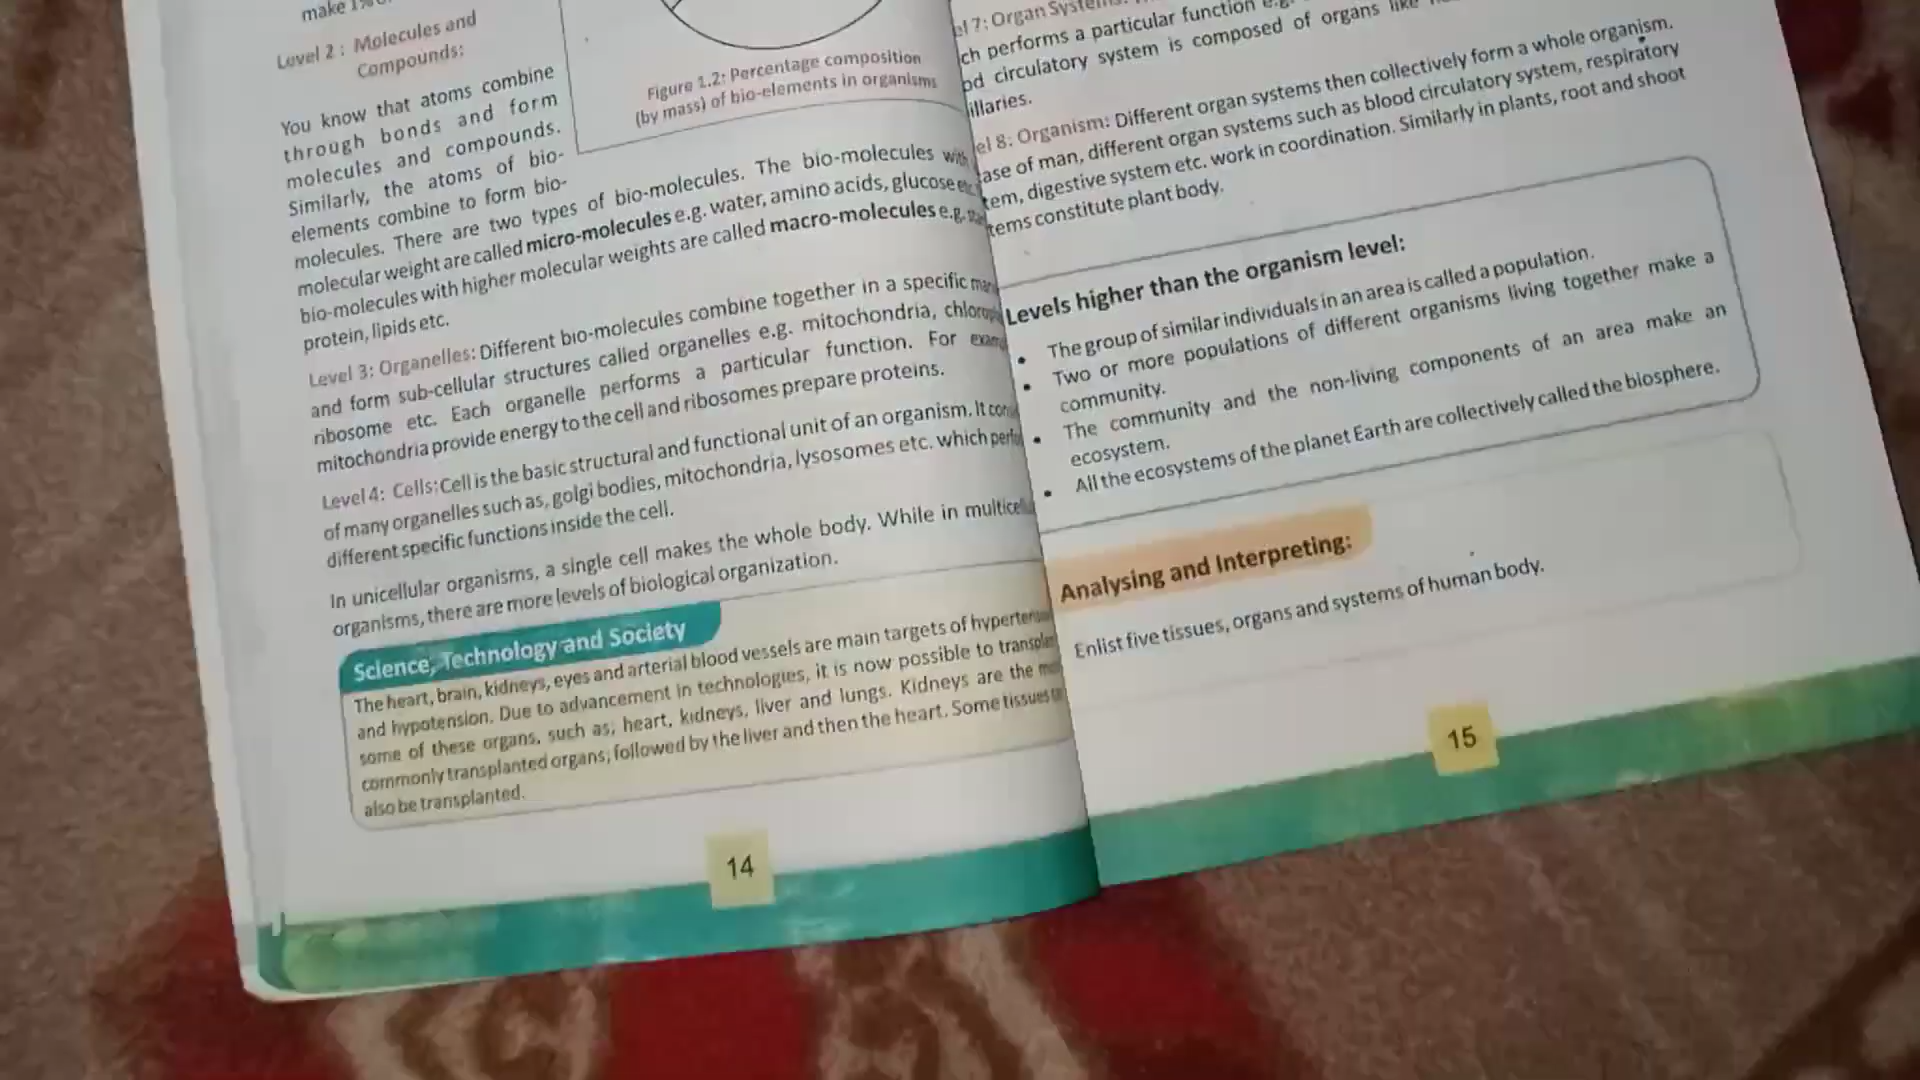 make 1%
Level 2 : Molecules and
Compounds:
You know that atoms combine
through bonds and form
molecules and compounds.
Similarly, the atoms of bio-
elements combine to form bio-
molecules. There are two types of bio-molecules. The bio-molecules with
molecular weight are called micro-molecules e.g. water, amino acids, glucose etc.
bio-molecules with higher molecular weights are called macro-molecules e.g.
protein, lipids etc.
Figure 1.2: Percentage composition
(by mass) of bio-elements in organisms
Level 3: Organelles: Different bio-molecules combine together in a specific
and form sub-cellular structures called organelles e.g. mitochondria,
ribosome etc. Each organelle performs a particular function. For
mitochondria provide energy to the cell and ribosomes prepare proteins.
Level 4: Cells: Cell is the basic structural and functional unit of an organism. It
of many organelles such as, golgi bodies, mitochondria, lysosomes etc. which
different specific functions inside the cell.
In unicellular organisms, a single cell makes the whole body. While in
organisms, there are more levels of biological organization.
Science, Technology and Society
The heart, brain, kidneys, eyes and arterial blood vessels are main targets of
and hypotension. Due to advancement in technologies, it is now possible to
some of these organs, such as; heart, kidneys, liver and lungs. Kidneys are the
commonly transplanted organs; followed by the liver and then the heart. Some tissues
also be transplanted.
14
el 7: Organ Systems:
ch performs a particular function e.g.
od circulatory system is composed of organs like
illaries.
el 8: Organism: Different organ systems then collectively form a whole organism.
ase of man, different organ systems such as blood circulatory system, respiratory
tem, digestive system etc. work in coordination. Similarly in plants, root and shoot
tems constitute plant body.
Levels higher than the organism level:
• The group of similar individuals in an area is called a population.
• Two or more populations of different organisms living together make a
community.
• The community and the non-living components of an area make an
ecosystem.
• All the ecosystems of the planet Earth are collectively called the biosphere.
Analysing and Interpreting:
Enlist five tissues, organs and systems of human body.
15